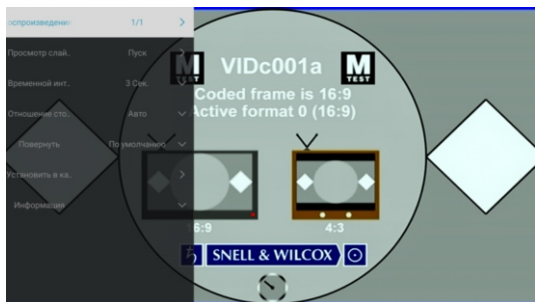 оспроизведени 1/1
Просмотр слай.. Пуск
Временной инт.. 3 Сек.
Отношение сто.. Авто
Повернуть По умолчанию
Установить в ка..
Информация
M TEST
VIDc001a
M TEST
Coded frame is 16:9
Active format 0 (16:9)
16:9
4:3
SNELL & WILCOX